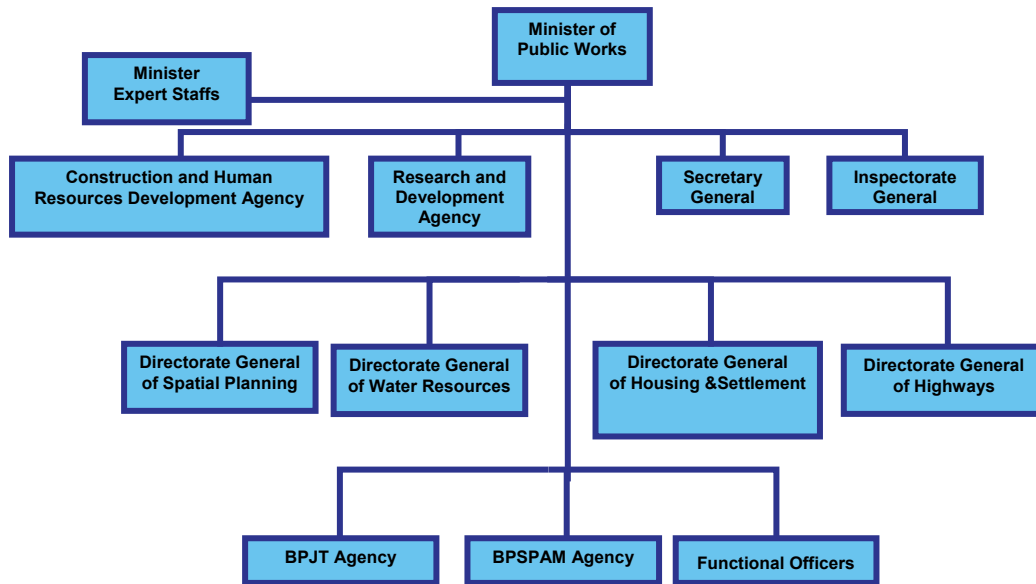 Minister of
Public Works
Minister
Expert Staffs
Construction and Human
Resources Development Agency
Research and
Development
Agency
Secretary
General
Inspectorate
General
Directorate General
of Spatial Planning
Directorate General
of Water Resources
Directorate General
of Housing &Settlement
Directorate General
of Highways
BPJT Agency
BPSPAM Agency
Functional Officers